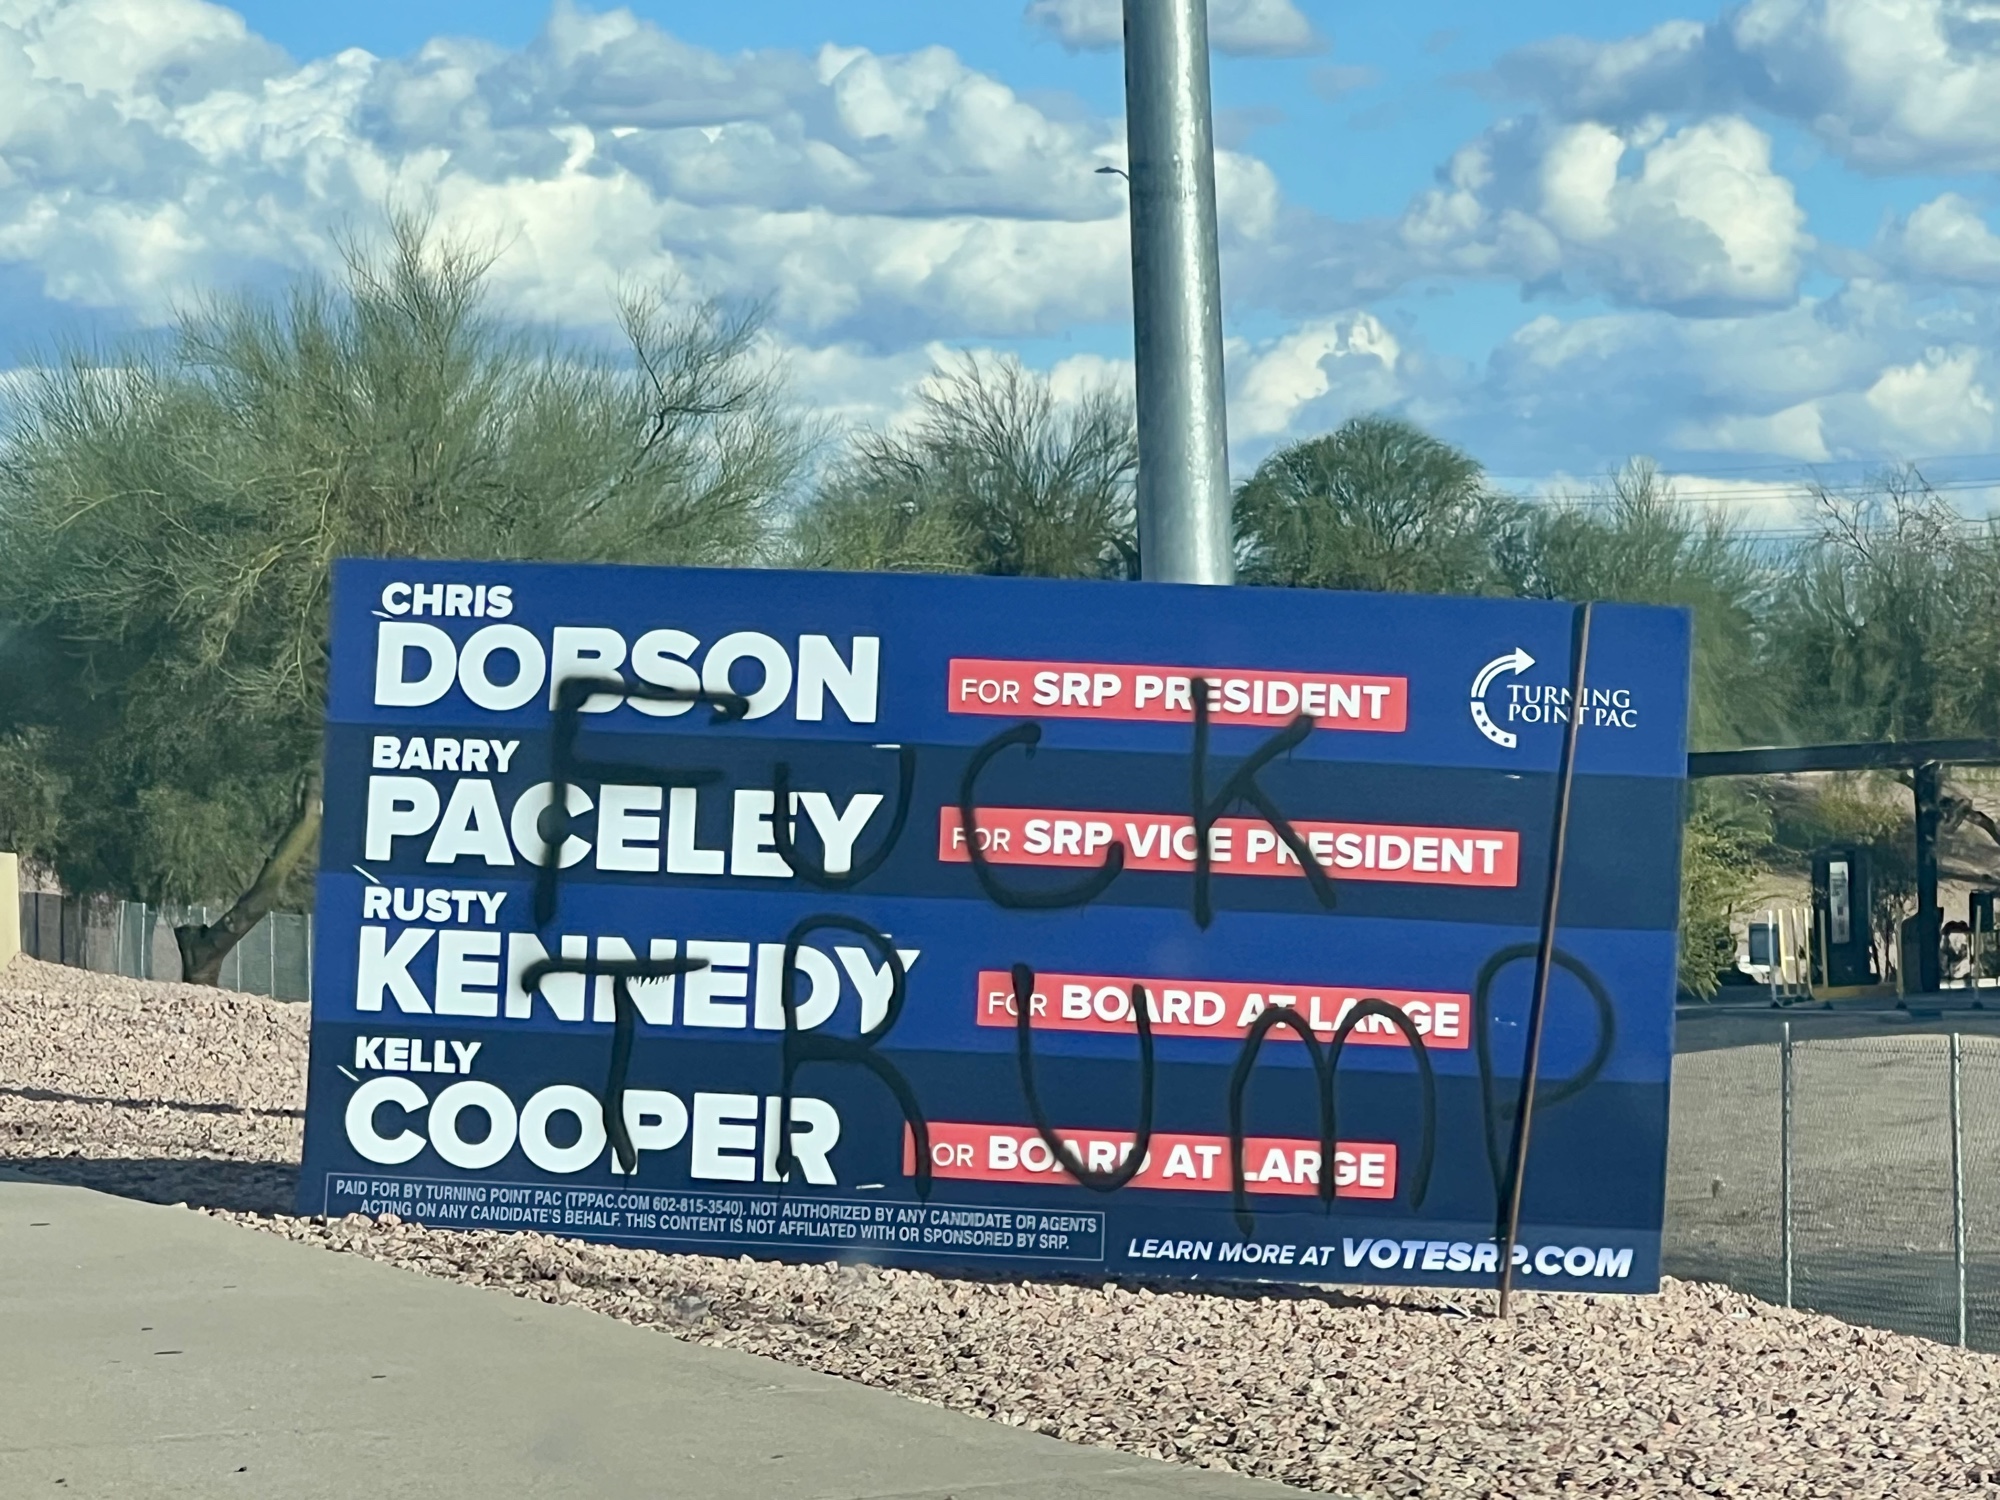 CHRIS
DOBSON
FOR SRP PRESIDENT
TURNING
POINT PAC
BARRY
PACELEY
FOR SRP VICE PRESIDENT
RUSTY
KENNEDY
FOR BOARD AT LARGE
KELLY
COOPER
FOR BOARD AT LARGE
FUCK
TRUMP
PAID FOR BY TURNING POINT PAC (TPPAC.COM 602-815-3540). NOT AUTHORIZED BY ANY CANDIDATE OR AGENTS
ACTING ON ANY CANDIDATE'S BEHALF. THIS CONTENT IS NOT AFFILIATED WITH OR SPONSORED BY SRP.
LEARN MORE AT VOTESRP.COM